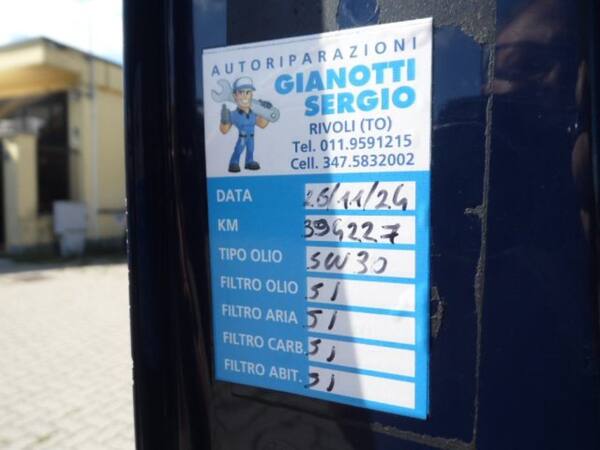 AUTORIPARAZIONI
GIANOTTI
SERGIO
RIVOLI (TO)
Tel. 011.9591215
Cell. 347.5832002
DATA 26/11/24
KM 394227
TIPO OLIO 5W30
FILTRO OLIO SI
FILTRO ARIA SI
FILTRO CARB. SI
FILTRO ABIT. SI